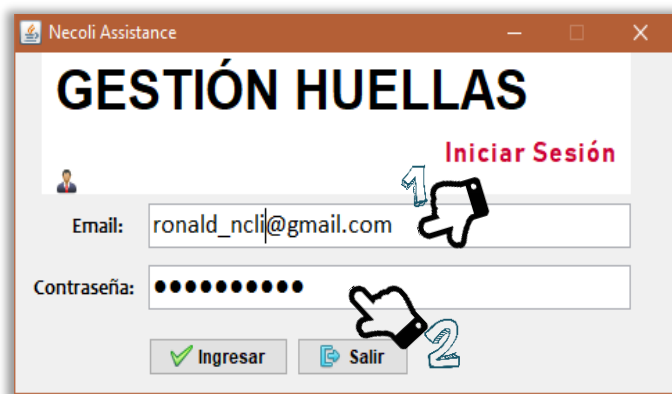 Necoli Assistance
GESTIÓN HUELLAS
Iniciar Sesión
1
Email: ronald_ncli@gmail.com
Contraseña: ●●●●●●●●●●
2
Ingresar Salir